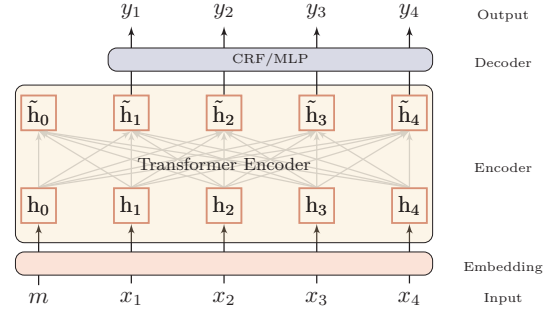 y₁ y₂ y₃ y₄ Output
CRF/MLP Decoder
h̃₀ h̃₁ h̃₂ h̃₃ h̃₄
Transformer Encoder Encoder
h₀ h₁ h₂ h₃ h₄
Embedding
m x₁ x₂ x₃ x₄ Input